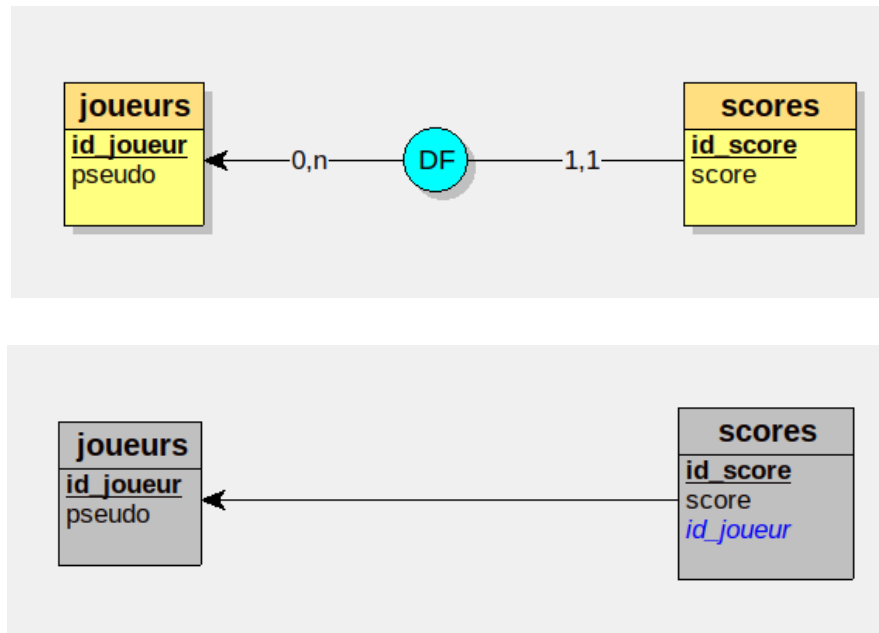 joueurs
id_joueur
pseudo
0,n
DF
1,1
scores
id_score
score
joueurs
id_joueur
pseudo
scores
id_score
score
id_joueur